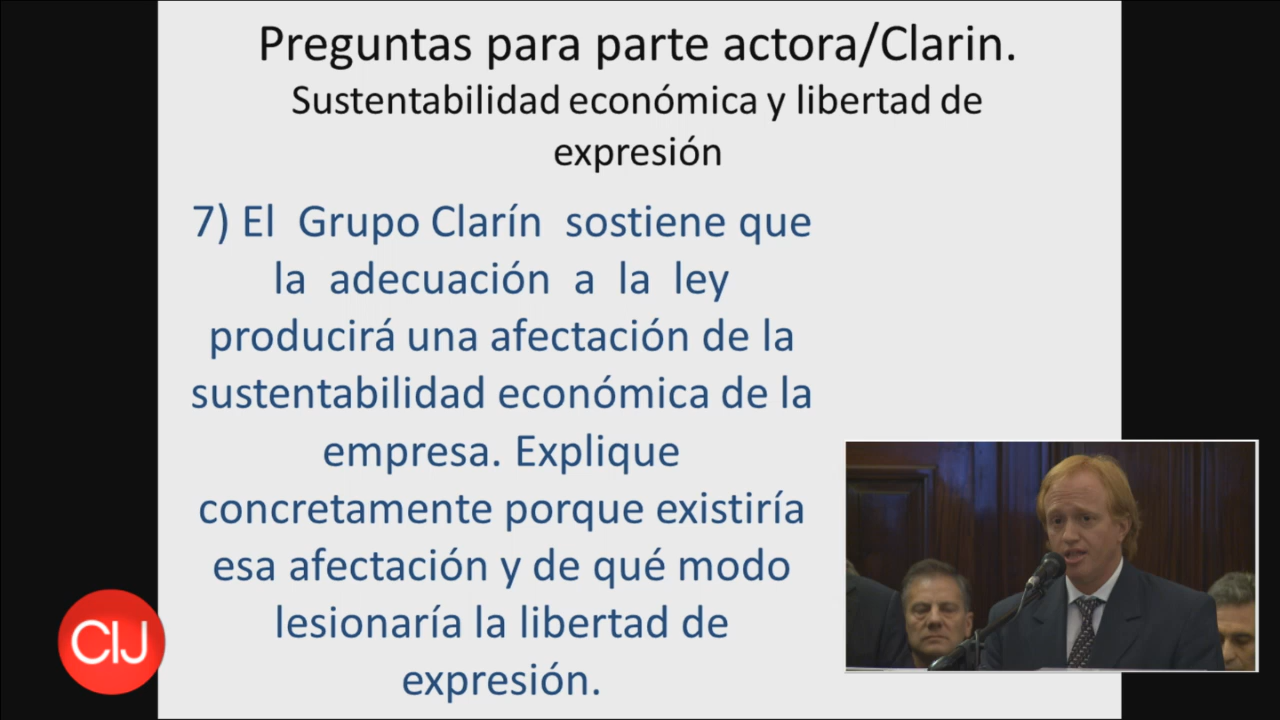 Preguntas para parte actora/Clarin.
Sustentabilidad económica y libertad de
expresión
7) El Grupo Clarín sostiene que
la adecuación a la ley
producirá una afectación de la
sustentabilidad económica de la
empresa. Explique
concretamente porque existiría
esa afectación y de qué modo
lesionaría la libertad de
expresión.
CIJ